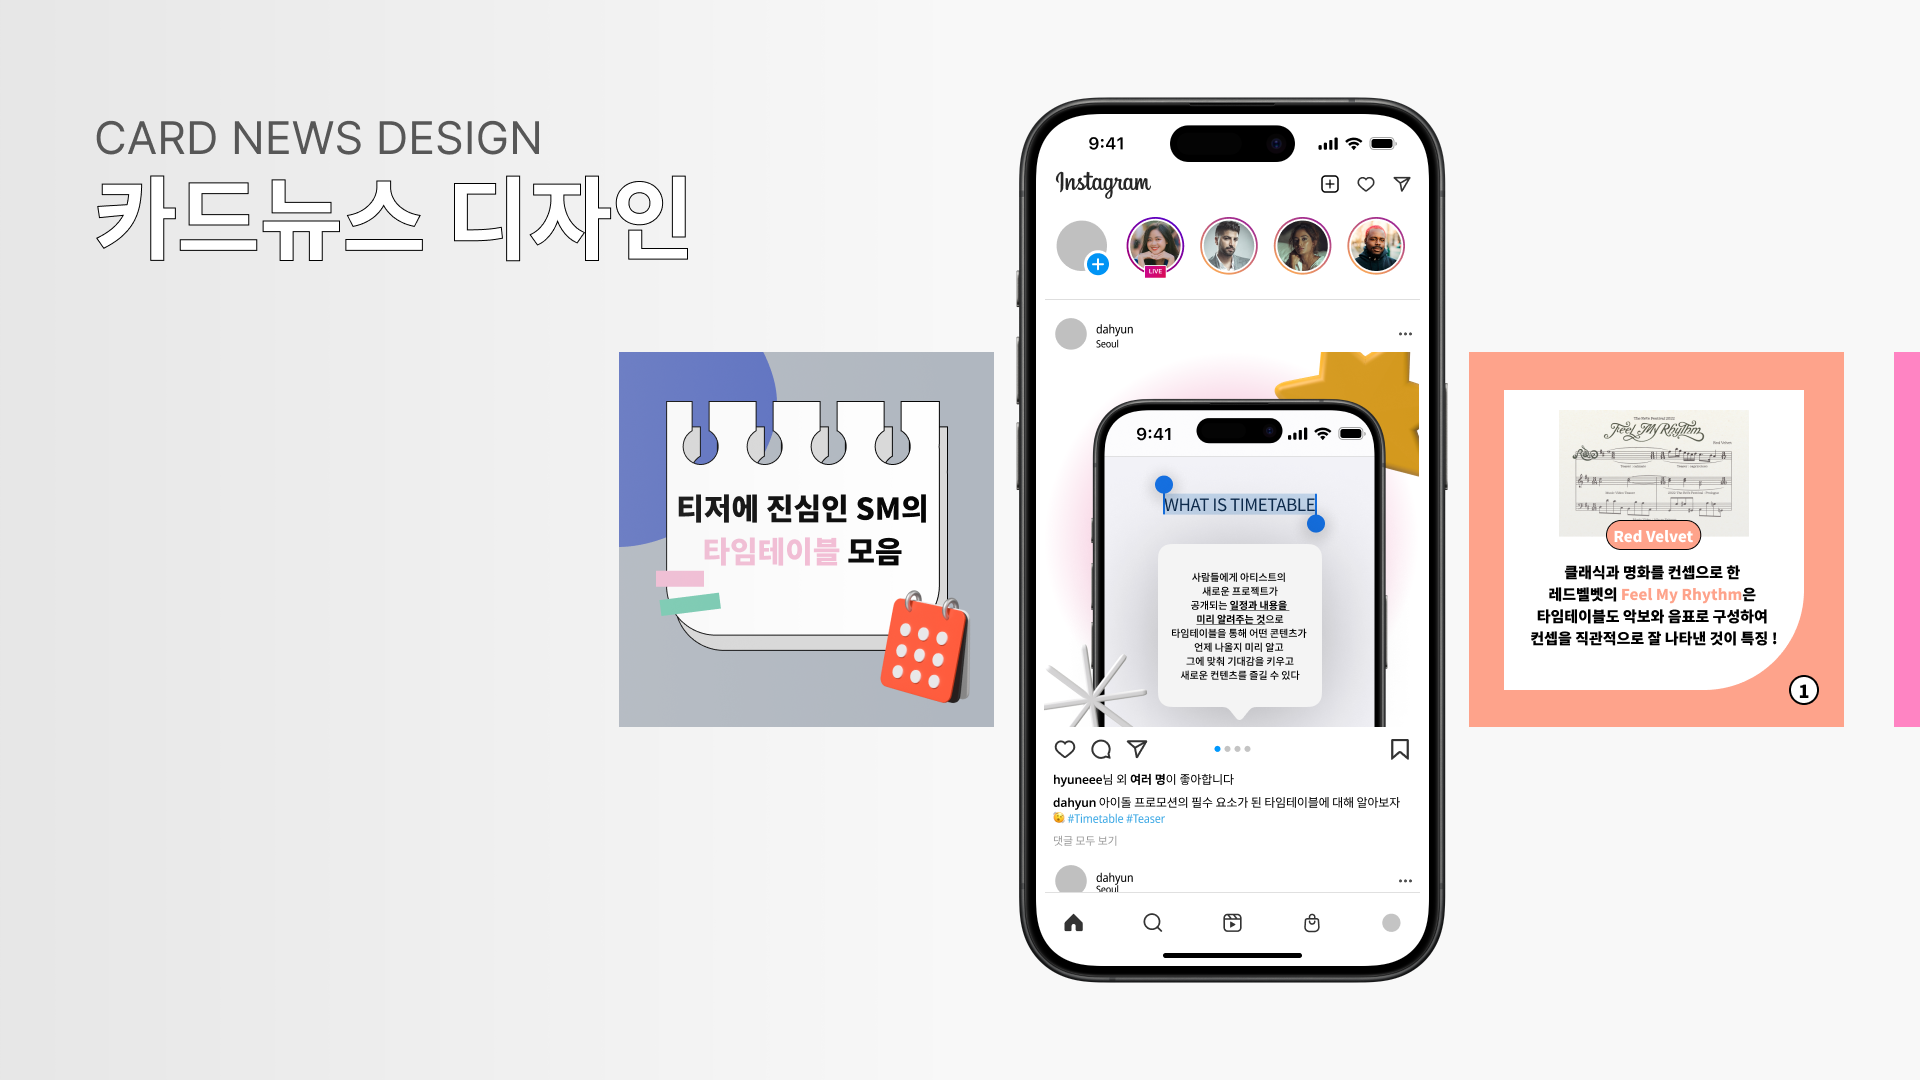 CARD NEWS DESIGN
카드뉴스 디자인
티저에 진심인 SM의
타임테이블 모음
9:41
Instagram
LIVE
dahyun
Seoul
9:41
WHAT IS TIMETABLE
사람들에게 아티스트의
새로운 프로젝트가
공개되는 일정과 내용을
미리 알려주는 것으로
타임테이블을 통해 어떤 콘텐츠가
언제 나올지 미리 알고
그에 맞춰 기대감을 키우고
새로운 컨텐츠를 즐길 수 있다
hyuneee님 외 여러 명이 좋아합니다
dahyun 아이돌 프로모션의 필수 요소가 된 타임테이블에 대해 알아보자
#Timetable #Teaser
댓글 모두 보기
dahyun
Seoul
The ReVe Festival 2022
Feel My Rhythm
Red Velvet
Red Velvet
클래식과 명화를 컨셉으로 한
레드벨벳의 Feel My Rhythm은
타임테이블도 악보와 음표로 구성하여
컨셉을 직관적으로 잘 나타낸 것이 특징 !
1